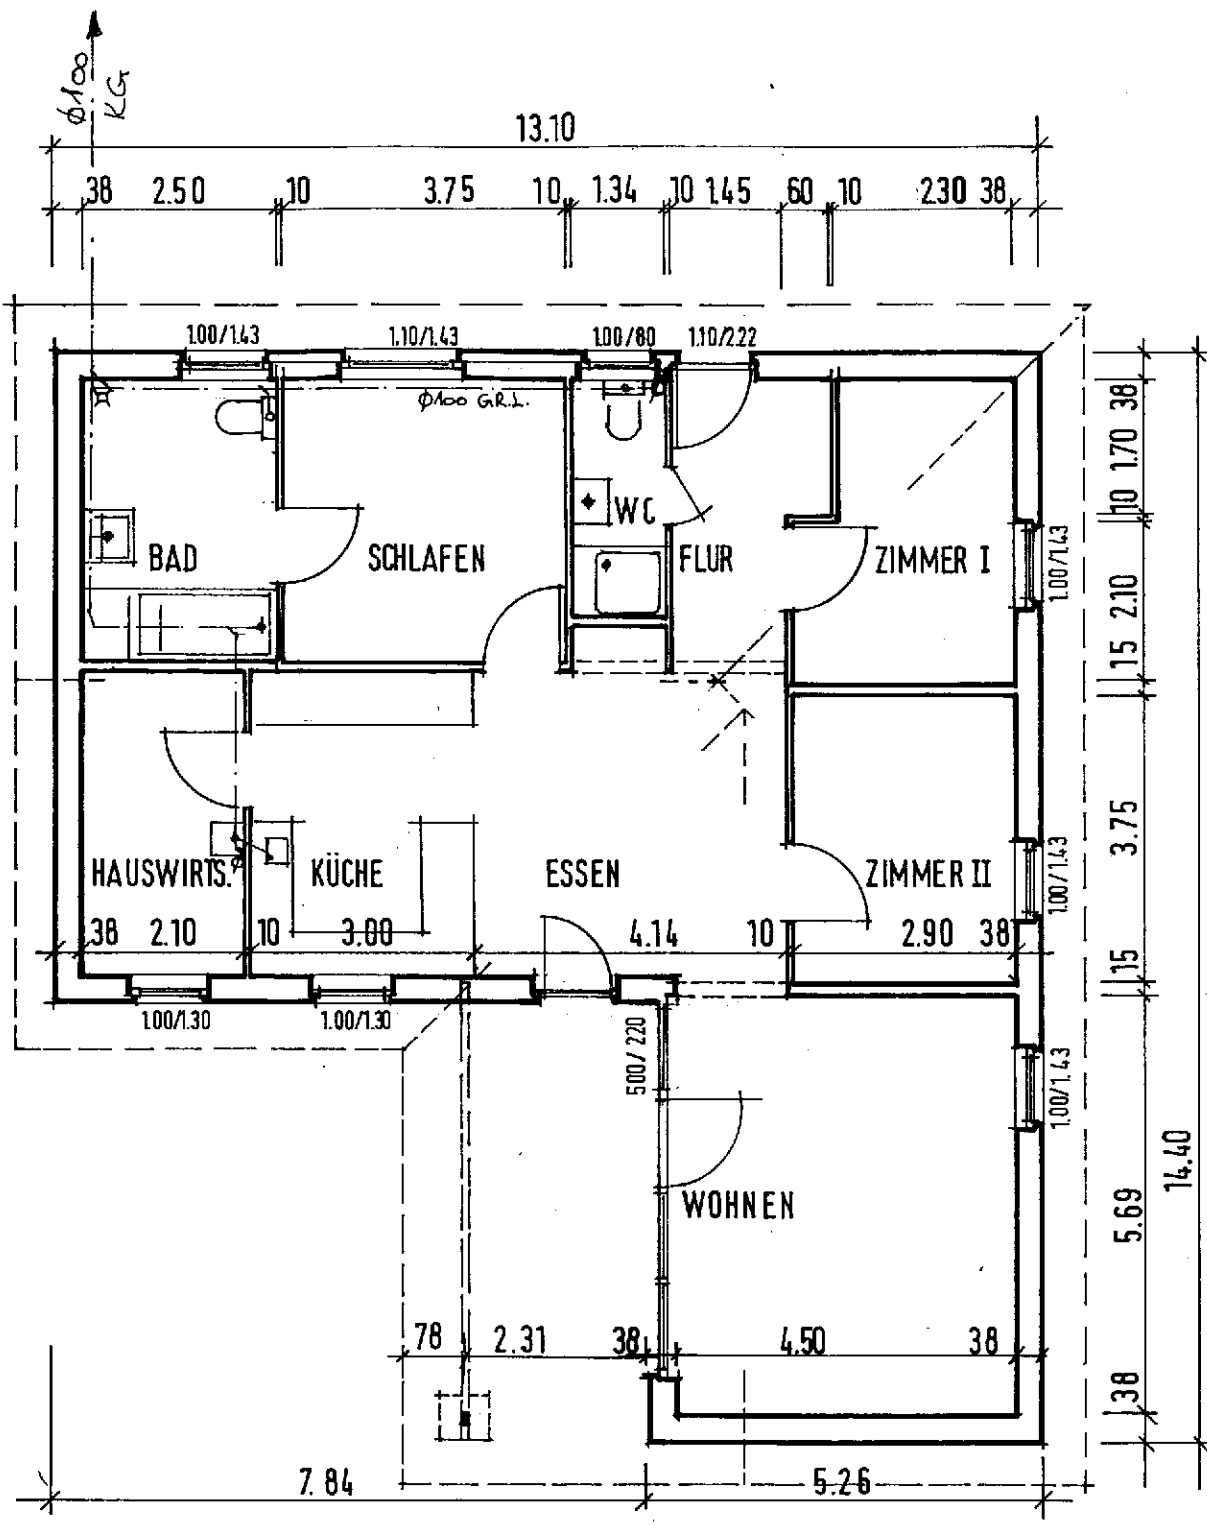 Ø100
KG
13.10
38 2.50 10 3.75 10 1.34 10 1.45 60 10 2.30 38
1.00/1.43 1.10/1.43 1.00/80 1.10/2.22
Ø100 GR.L.
38
1.70
10
WC
BAD SCHLAFEN FLUR ZIMMER I
1.00/1.43
2.10
15
3.75
HAUSWIRTS. KÜCHE ESSEN ZIMMER II
1.00/1.43
38 2.10 10 3.00 4.14 10 2.90 38
15
1.00/1.30 1.00/1.30
500/220
1.00/1.43
14.40
WOHNEN
5.69
78 2.31 38 4.50 38
38
7.84 5.26